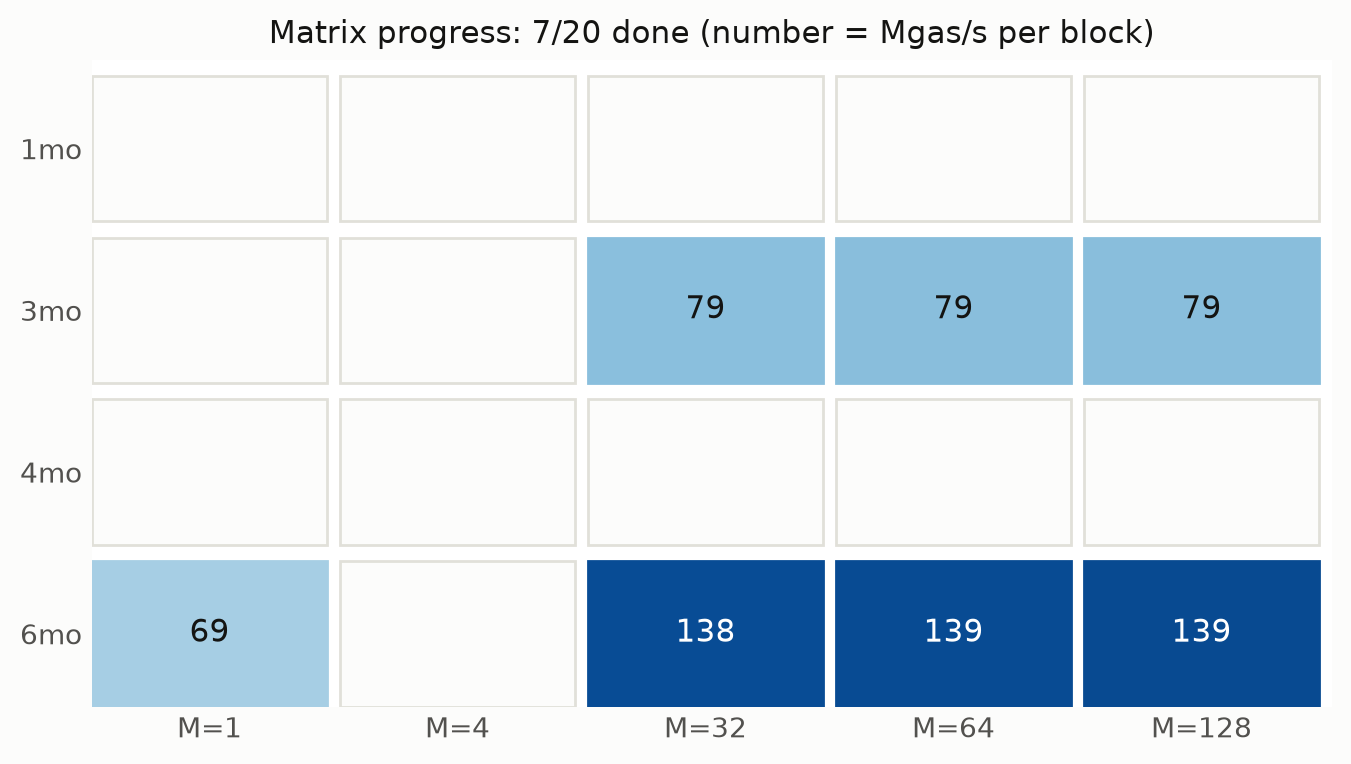 Matrix progress: 7/20 done (number = Mgas/s per block)
1mo
3mo 79 79 79
4mo
6mo 69 138 139 139
M=1 M=4 M=32 M=64 M=128